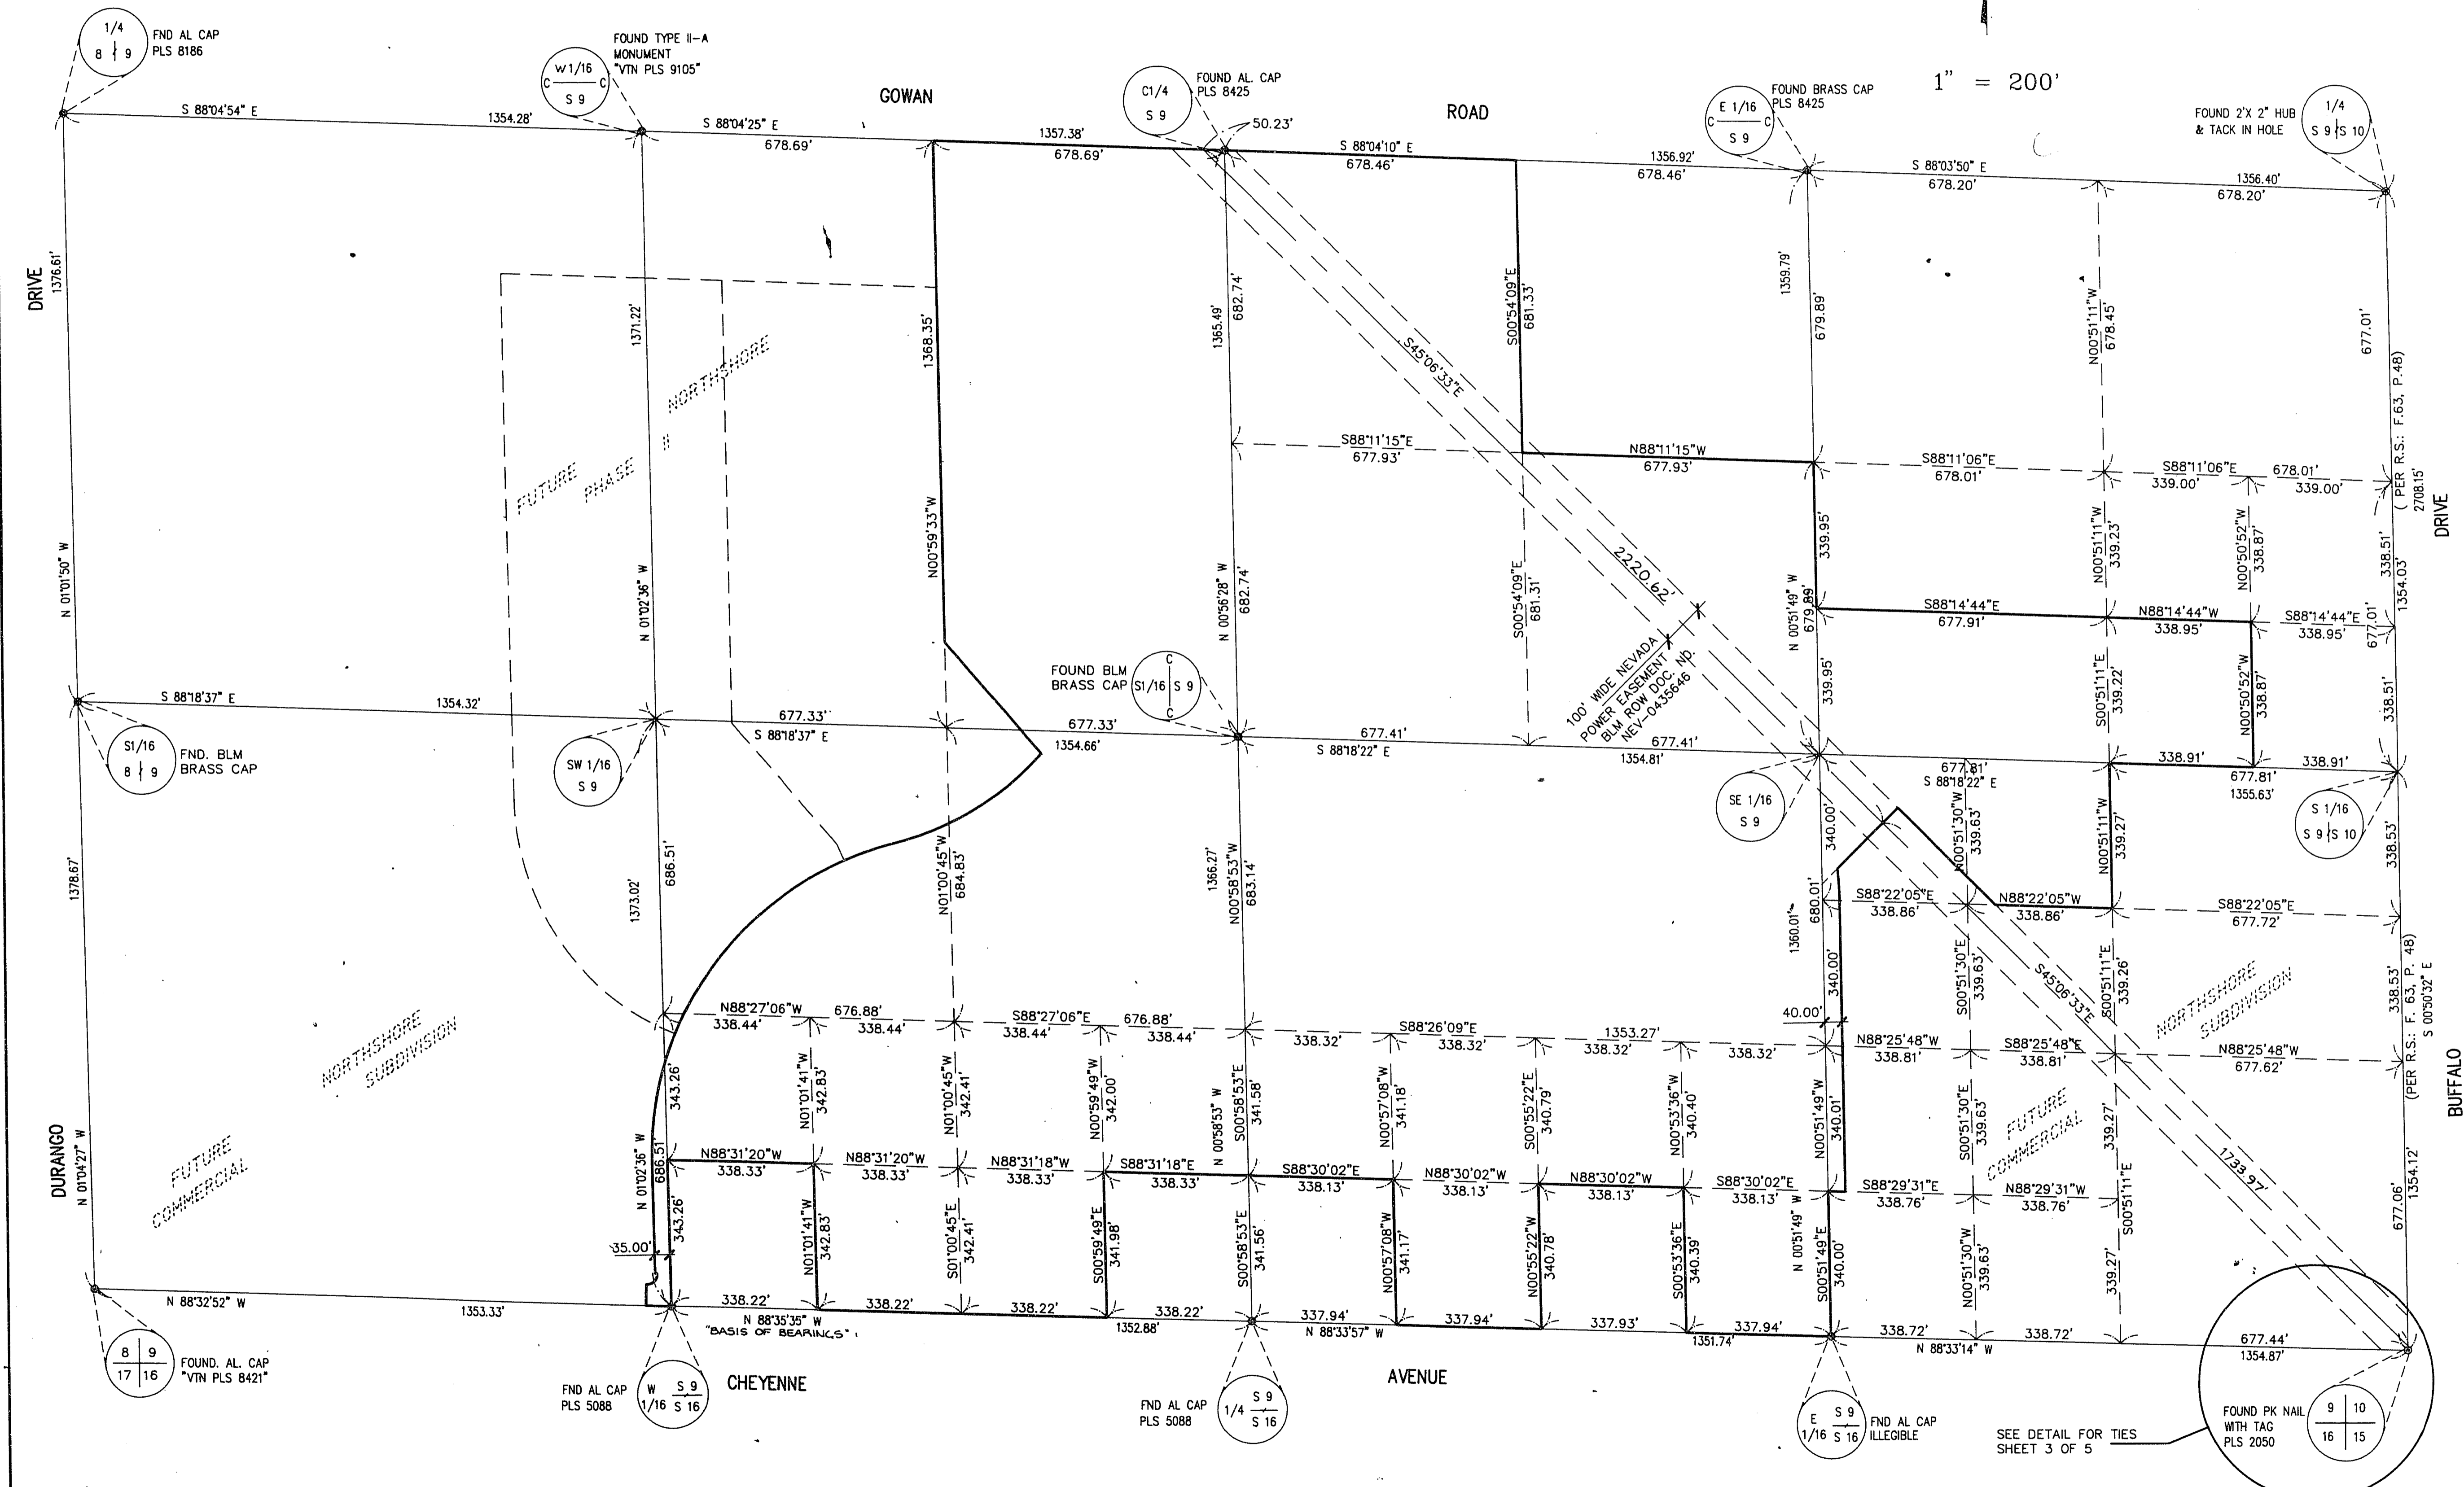 1/4
8 9
FND AL CAP
PLS 8186
FOUND TYPE II-A
MONUMENT
"VTN PLS 9105"
W 1/16
C C
S 9
GOWAN
C1/4
S 9
FOUND AL. CAP
PLS 8425
50.23'
ROAD
E 1/16
C C
S 9
FOUND BRASS CAP
PLS 8425
1" = 200'
FOUND 2'X 2" HUB
& TACK IN HOLE
1/4
S 9 S 10
S 88°04'54" E
1354.28'
S 88°04'25" E
678.69'
1357.38'
678.69'
S 88°04'10" E
678.46'
1356.92'
678.46'
S 88°03'50" E
678.20'
1356.40'
678.20'
DRIVE
1376.61'
N 01°01'50" W
1371.22'
N 01°02'36" W
1368.35'
N00°59'33"W
1365.49'
682.74'
N 00°56'28" W
682.74'
S00°54'09"E
681.33'
S00°54'09"E
681.31'
1359.79'
679.89'
N00°51'11"W
678.45'
677.01'
( PER R.S.: F.63, P.48)
2708.15'
DRIVE
NORTHSHORE
FUTURE
PHASE II
S45°06'33"E
2220.62'
S88°11'15"E
677.93'
N88°11'15"W
677.93'
S88°11'06"E
678.01'
S88°11'06"E 678.01'
339.00' 339.00'
339.95'
N 00°51'49" W
679.89'
339.95'
N00°51'11"W
339.23'
N00°50'52"W
338.87'
338.51'
1354.03'
S88°14'44"E
677.91'
N88°14'44"W
338.95'
S88°14'44"E
338.95'
677.01'
S00°51'11"E
339.22'
N00°50'52"W
338.87'
338.51'
100' WIDE NEVADA
POWER EASEMENT
BLM ROW DOC. NO.
NEV-0435646
FOUND BLM
BRASS CAP
C
S1/16 S 9
C
S 88°18'37" E
1354.32'
677.33'
S 88°18'37" E
677.33'
1354.66'
677.41'
S 88°18'22" E
677.41'
1354.81'
677.81'
S 88°18'22" E
338.91'
677.81'
338.91'
1355.63'
S1/16
8 9
FND. BLM
BRASS CAP
SW 1/16
S 9
SE 1/16
S 9
S 1/16
S 9 S 10
1378.67'
N 01°04'27" W
686.51'
1373.02'
N01°00'45"W
684.83'
1366.27'
N00°58'53"W
683.14'
340.00'
680.01'
1360.01'
340.00'
N00°51'30"W
339.63'
N00°51'11"W
339.27'
338.53'
S88°22'05"E
338.86'
N88°22'05"W
338.86'
S88°22'05"E
677.72'
S00°51'30"E
339.63'
S45°06'33"E
S00°51'11"E
339.26'
NORTHSHORE
SUBDIVISION
338.53'
(PER R.S.: F. 63, P. 48)
S 00°50'32" E
BUFFALO
NORTHSHORE
SUBDIVISION
N88°27'06"W 676.88'
338.44' 338.44'
S88°27'06"E 676.88'
338.44' 338.44'
S88°26'09"E 1353.27'
338.32' 338.32' 338.32' 338.32'
40.00'
N88°25'48"W
338.81'
S88°25'48"E
338.81'
N88°25'48"W
677.62'
343.26'
N 01°02'36" W
686.51'
N01°01'41"W
342.83'
N01°00'45"W
342.41'
N00°59'49"W
342.00'
N 00°58'53" W
S00°58'53"E
341.58'
N00°57'08"W
341.18'
S00°55'22"E
340.79'
N00°53'36"W
340.40'
N00°51'49"W
340.01'
S00°51'30"E
339.63'
339.27'
FUTURE
COMMERCIAL
1354.12'
DURANGO
FUTURE
COMMERCIAL
N88°31'20"W
338.33'
N88°31'20"W
338.33'
N88°31'18"W
338.33'
S88°31'18"E
338.33'
S88°30'02"E
338.13'
N88°30'02"W
338.13'
N88°30'02"W
338.13'
S88°30'02"E
338.13'
S88°29'31"E
338.76'
N88°29'31"W
338.76'
35.00'
343.26'
N01°01'41"W
342.83'
S01°00'45"E
342.41'
S00°59'49"E
341.98'
S00°58'53"E
341.56'
N00°57'08"W
341.17'
N00°55'22"W
340.78'
S00°53'36"E
340.39'
N 00°51'49" W
S00°51'49"E
340.00'
N00°51'30"W
339.63'
S00°51'11"E
339.27'
1733.97'
677.06'
N 88°32'52" W
1353.33'
338.22' 338.22' 338.22' 338.22'
N 88°35'35" W
"BASIS OF BEARINGS"
1352.88'
337.94' 337.94' 337.93' 337.94'
N 88°33'57" W
1351.74'
338.72' 338.72' 677.44'
N 88°33'14" W
1354.87'
8 9
17 16
FOUND. AL. CAP
"VTN PLS 8421"
FND AL CAP
PLS 5088
W S 9
1/16 S 16
CHEYENNE
FND AL CAP
PLS 5088
1/4 S 9
S 16
AVENUE
E S 9
1/16 S 16
FND AL CAP
ILLEGIBLE
SEE DETAIL FOR TIES
SHEET 3 OF 5
FOUND PK NAIL
WITH TAG
PLS 2050
9 10
16 15